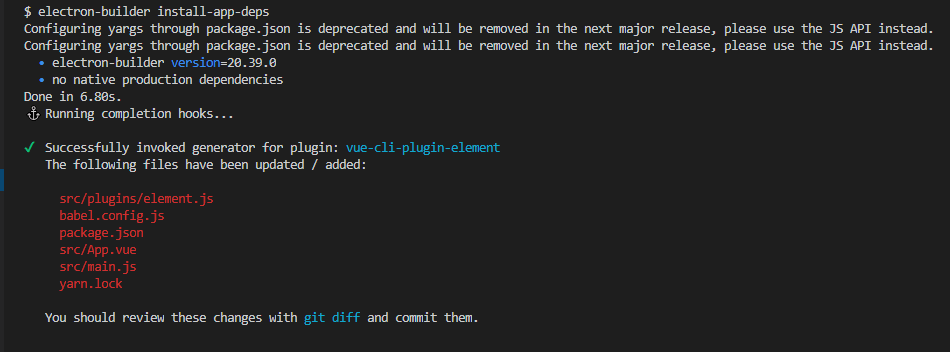 $ electron-builder install-app-deps
Configuring yargs through package.json is deprecated and will be removed in the next major release, please use the JS API instead.
Configuring yargs through package.json is deprecated and will be removed in the next major release, please use the JS API instead.
• electron-builder version=20.39.0
• no native production dependencies
Done in 6.80s.
⚓ Running completion hooks...
✔ Successfully invoked generator for plugin: vue-cli-plugin-element
The following files have been updated / added:
src/plugins/element.js
babel.config.js
package.json
src/App.vue
src/main.js
yarn.lock
You should review these changes with git diff and commit them.